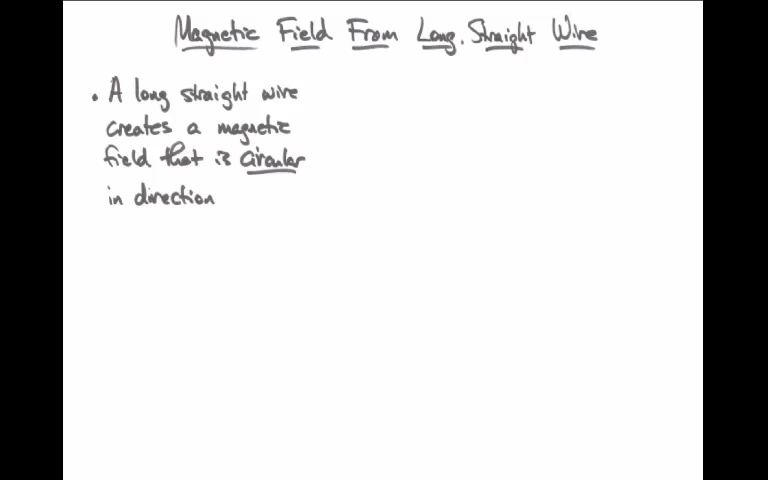 Magnetic Field From Long, Straight Wire
• A long straight wire
creates a magnetic
field that is circular
in direction